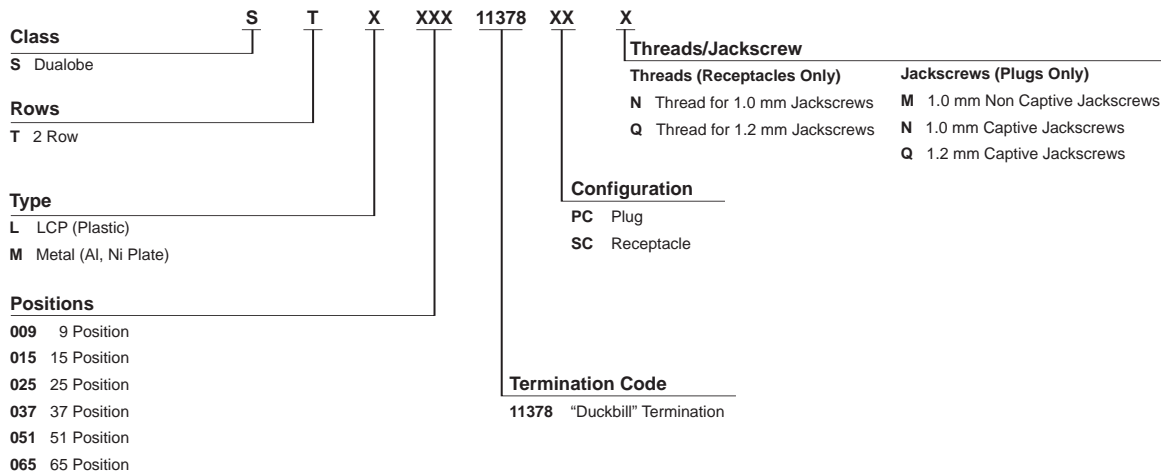 S T X XXX 11378 XX X
Class
S Dualobe
Rows
T 2 Row
Type
L LCP (Plastic)
M Metal (Al, Ni Plate)
Positions
009 9 Position
015 15 Position
025 25 Position
037 37 Position
051 51 Position
065 65 Position
Termination Code
11378 “Duckbill” Termination
Configuration
PC Plug
SC Receptacle
Threads/Jackscrew
Threads (Receptacles Only)
N Thread for 1.0 mm Jackscrews
Q Thread for 1.2 mm Jackscrews
Jackscrews (Plugs Only)
M 1.0 mm Non Captive Jackscrews
N 1.0 mm Captive Jackscrews
Q 1.2 mm Captive Jackscrews